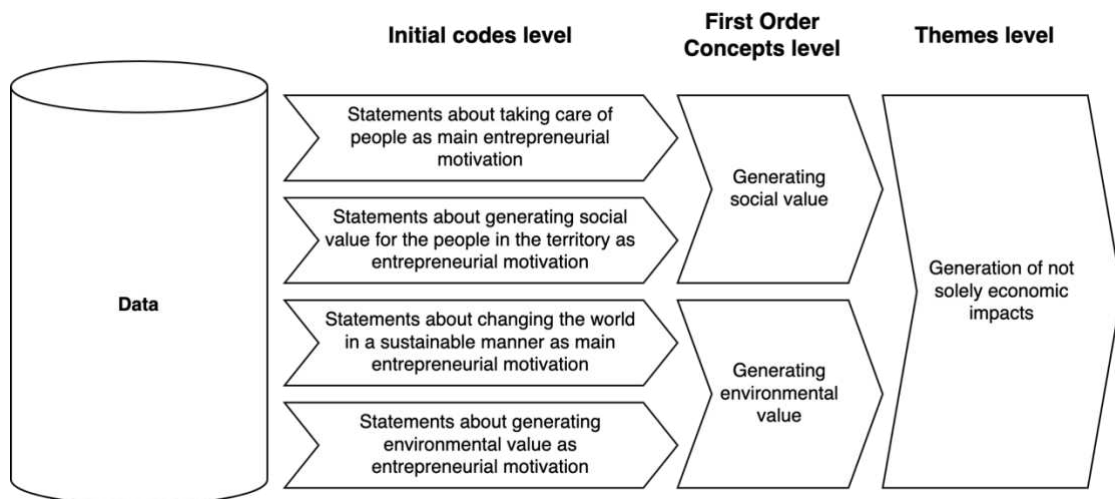 Initial codes level
First Order
Concepts level
Themes level
Data
Statements about taking care of
people as main entrepreneurial
motivation
Statements about generating social
value for the people in the territory as
entrepreneurial motivation
Statements about changing the world
in a sustainable manner as main
entrepreneurial motivation
Statements about generating
environmental value as
entrepreneurial motivation
Generating
social value
Generating
environmental value
Generation of not
solely economic
impacts